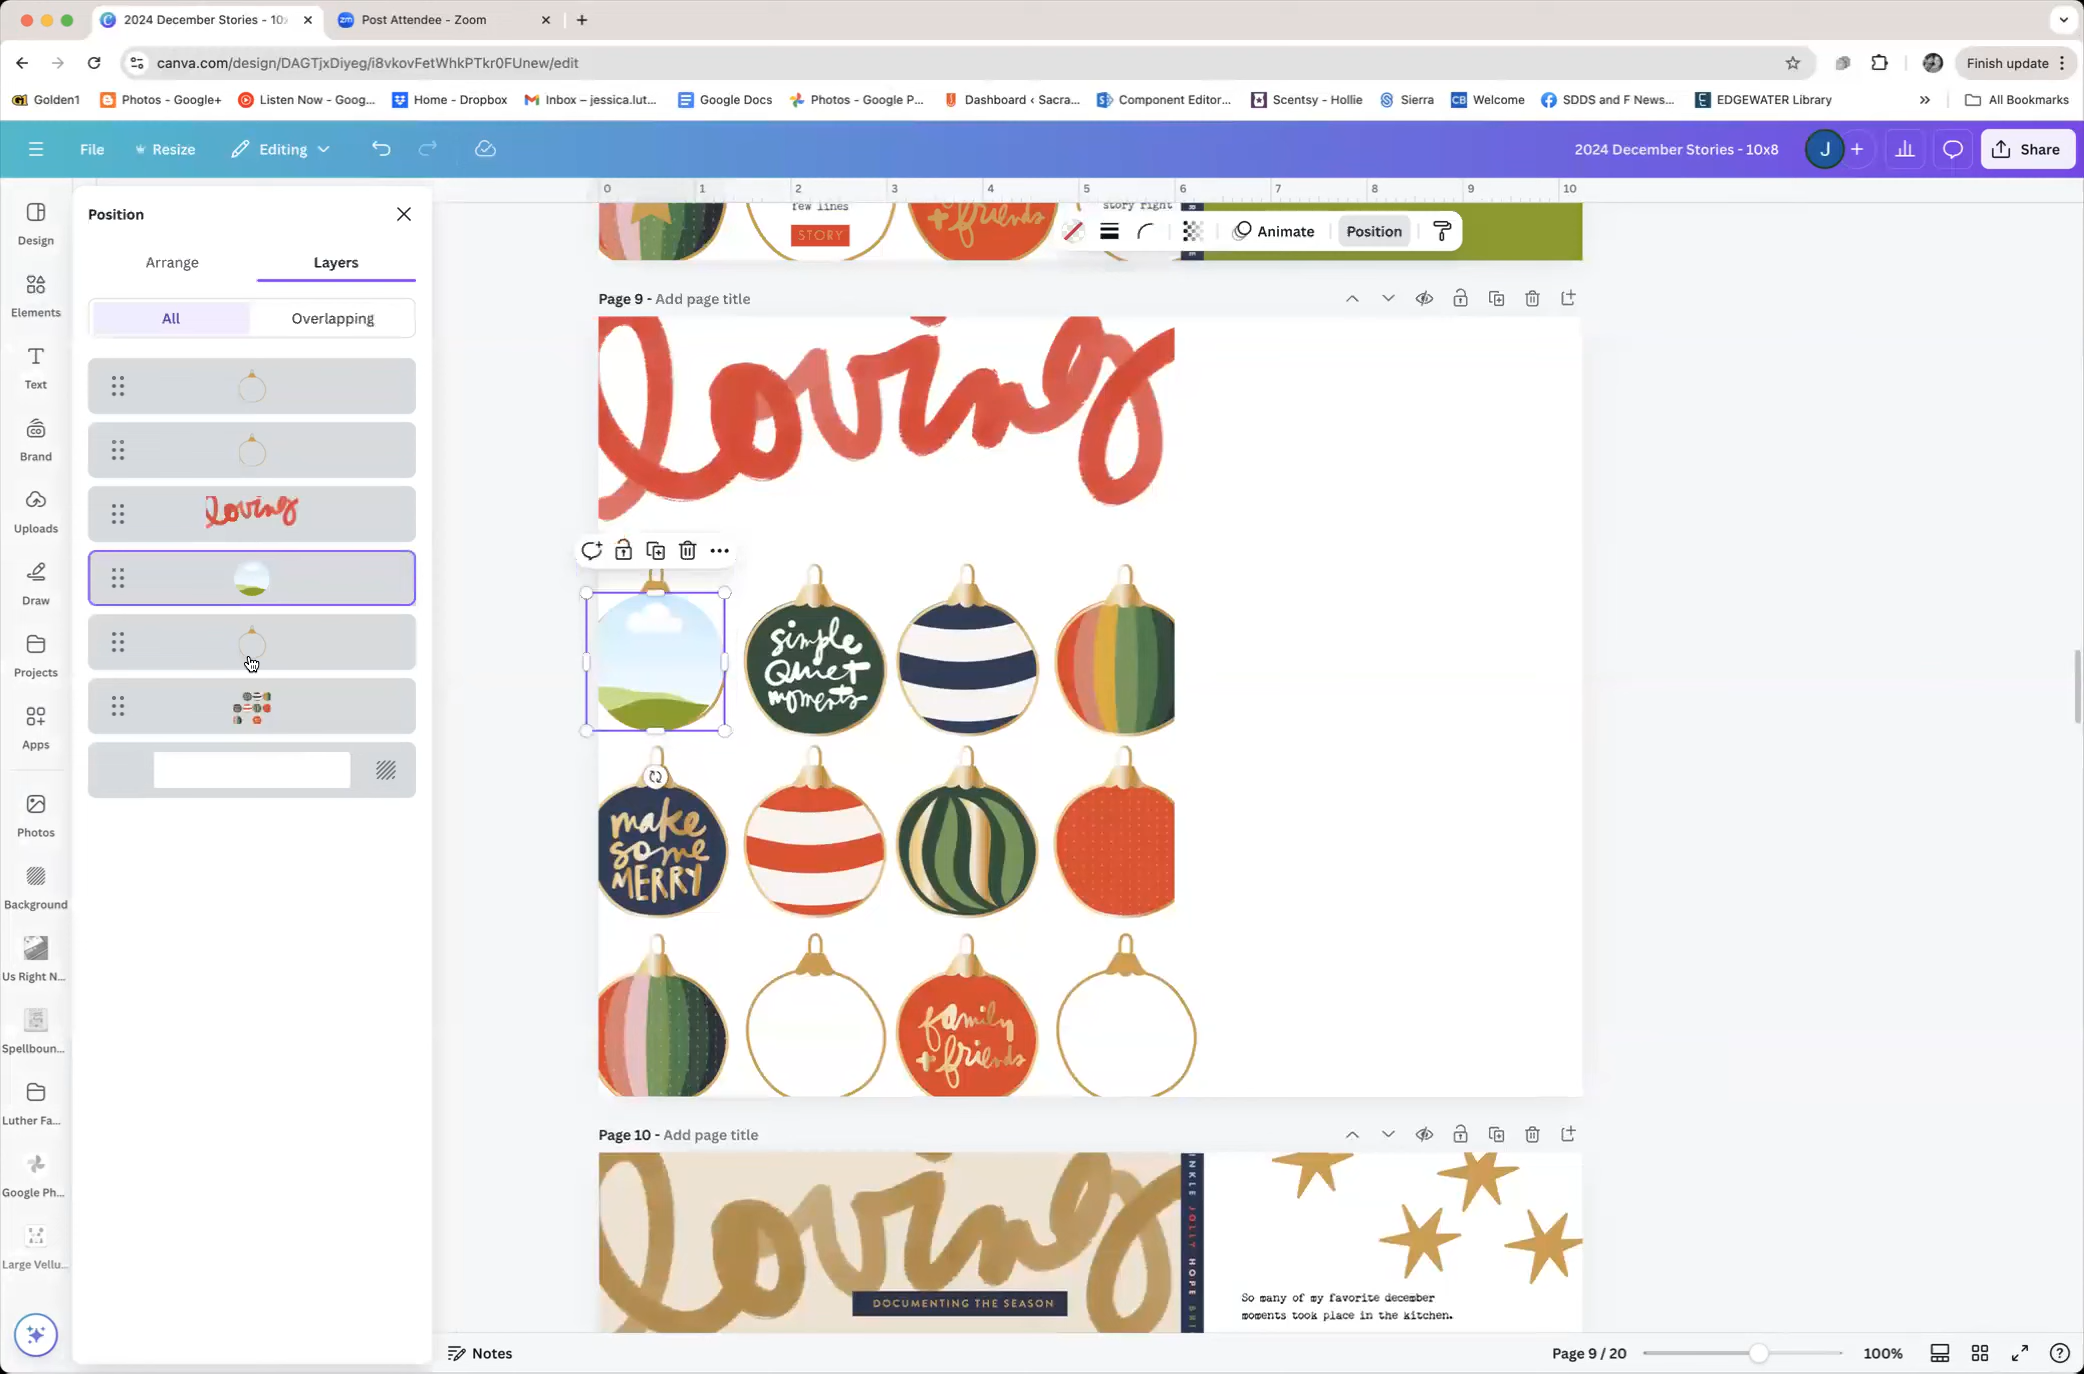 2024 December Stories - 10x
Post Attendee - Zoom
canva.com/design/DAGTjxDiyeg/i8vkovFetWhkPTkr0FUnew/edit
Finish update
Golden1
Photos - Google+
Listen Now - Goog...
Home - Dropbox
Inbox – jessica.lut...
Google Docs
Photos - Google P...
Dashboard ‹ Sacra...
Component Editor...
Scentsy - Hollie
Sierra
Welcome
SDDS and F News...
EDGEWATER Library
All Bookmarks
File
Resize
Editing
2024 December Stories - 10x8
J
Share
Design
Elements
Text
Brand
Uploads
Draw
Projects
Apps
Photos
Background
Us Right N...
Spellboun...
Luther Fa...
Google Ph...
Large Vellu...
Position
Arrange
Layers
All
Overlapping
loving
0 1 2 3 4 5 6 7 8 9 10
few lines
STORY
+ friends
story right
Animate
Position
Page 9 - Add page title
loving
simple
Quiet
moments
make
some
MERRY
family
+ friends
Page 10 - Add page title
loving
DOCUMENTING THE SEASON
NKLE JOLLY HOPE
So many of my favorite december
moments took place in the kitchen.
Notes
Page 9 / 20
100%